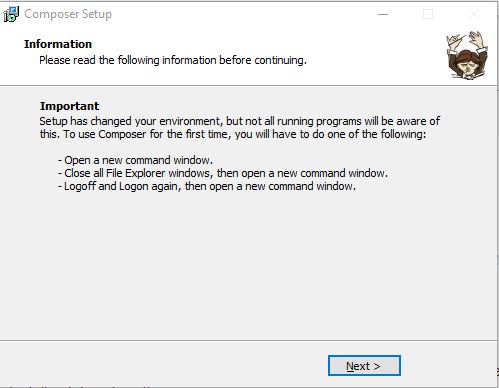 Composer Setup
Information
Please read the following information before continuing.
Important
Setup has changed your environment, but not all running programs will be aware of
this. To use Composer for the first time, you will have to do one of the following:
- Open a new command window.
- Close all File Explorer windows, then open a new command window.
- Logoff and Logon again, then open a new command window.
Next >